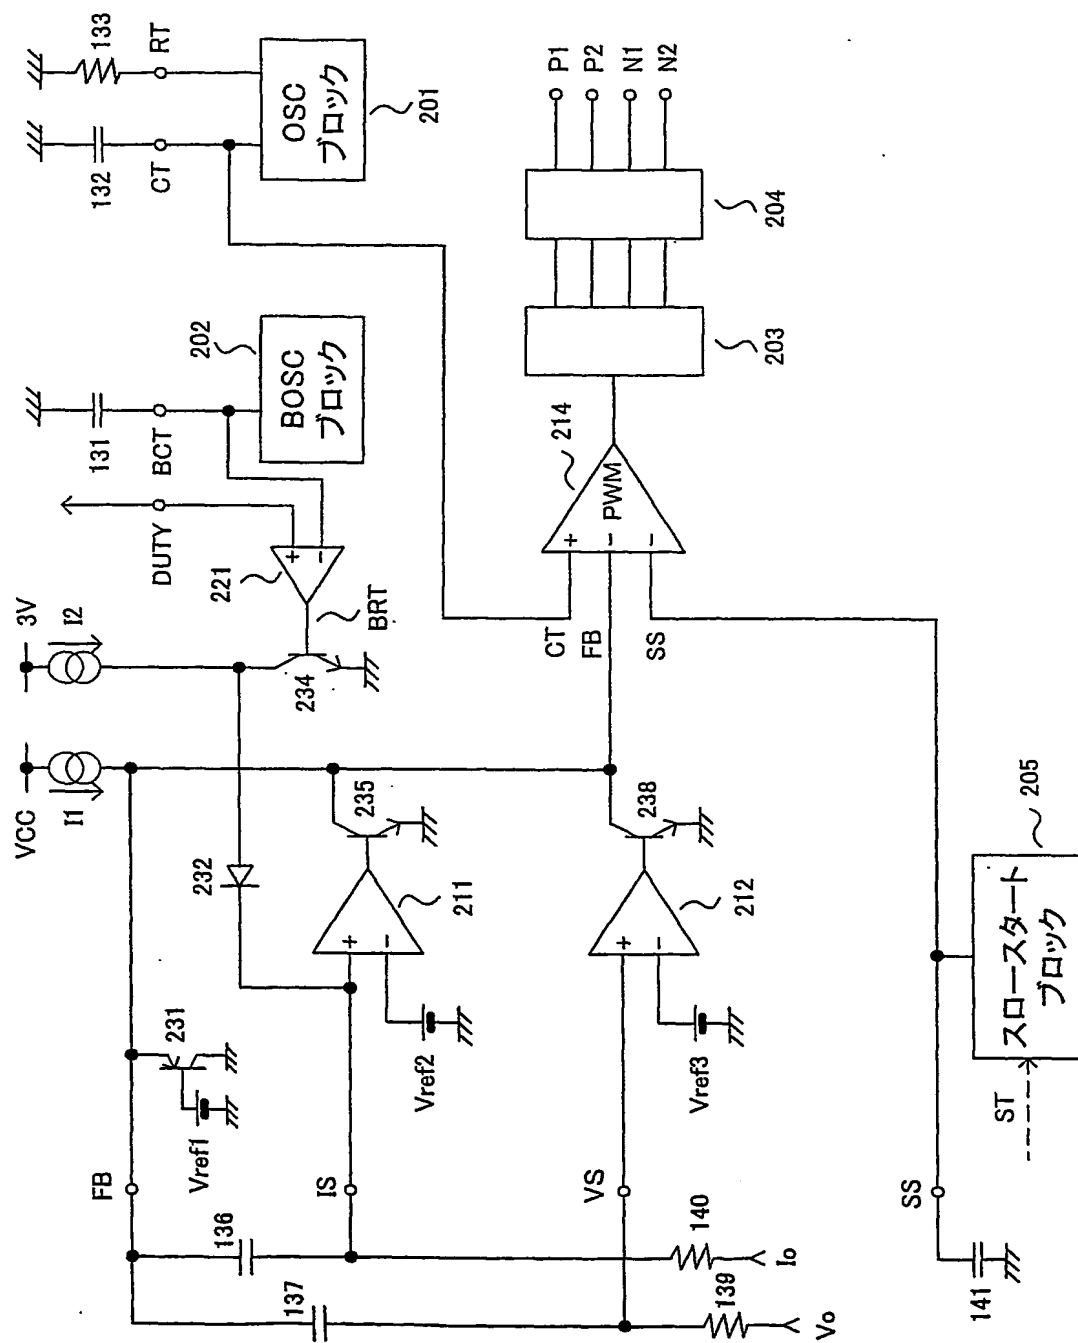 133
RT
OSC
ブロック
201
132
CT
202
BOSC
ブロック
131
BCT
DUTY
+
−
221
BRT
3V
I2
234
VCC
I1
232
235
+
−
211
Vref2
238
+
−
212
Vref3
231
Vref1
FB
IS
VS
SS
136
137
140
Io
139
Vo
141
ST
スロースタート
ブロック
205
CT
FB
SS
+
−
−
PWM
214
203
204
P1
P2
N1
N2